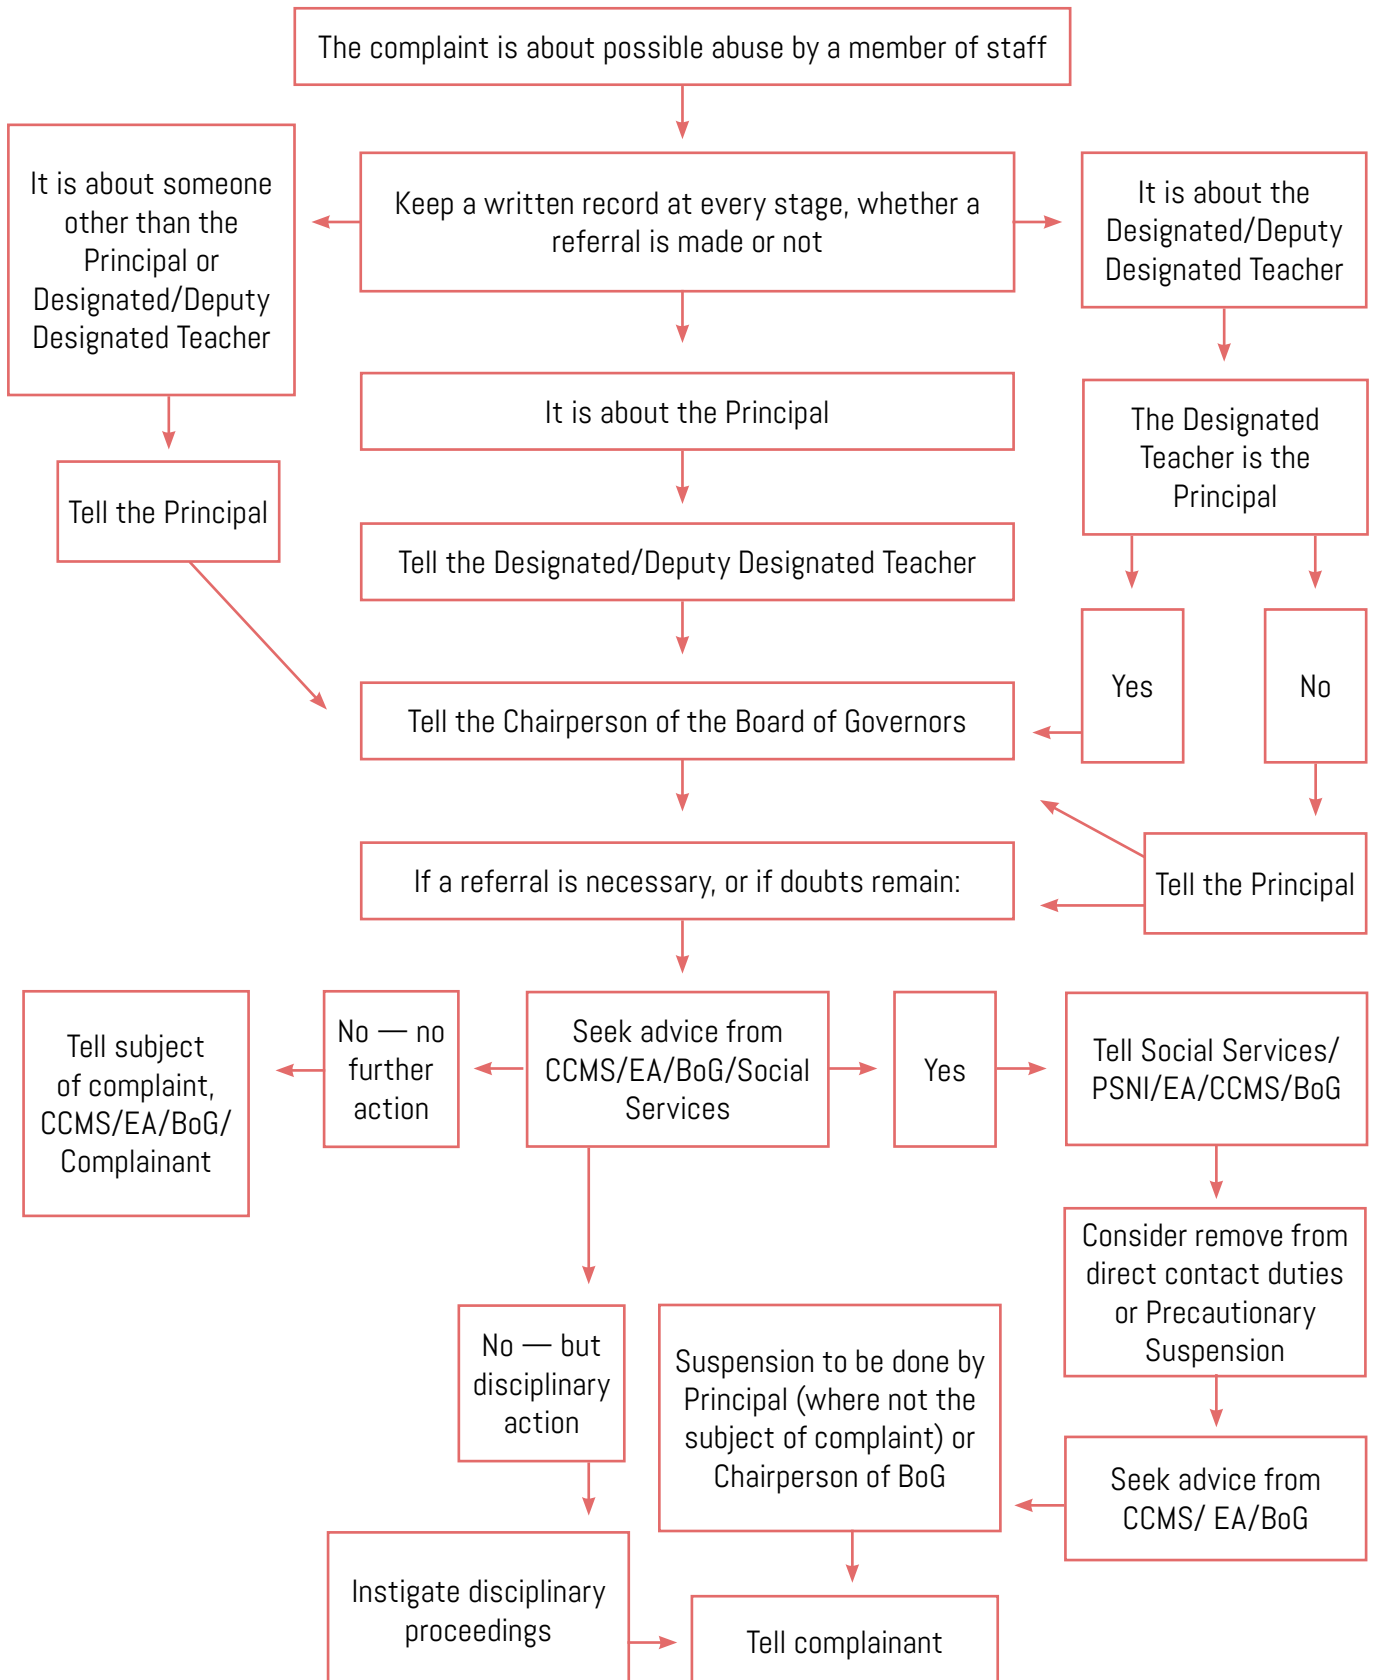 The complaint is about possible abuse by a member of staff
It is about someone
other than the
Principal or
Designated/Deputy
Designated Teacher
Keep a written record at every stage, whether a
referral is made or not
It is about the
Designated/Deputy
Designated Teacher
It is about the Principal
The Designated
Teacher is the
Principal
Tell the Principal
Tell the Designated/Deputy Designated Teacher
Yes
No
Tell the Chairperson of the Board of Governors
If a referral is necessary, or if doubts remain:
Tell the Principal
Tell subject
of complaint,
CCMS/EA/BoG/
Complainant
No — no
further
action
Seek advice from
CCMS/EA/BoG/Social
Services
Yes
Tell Social Services/
PSNI/EA/CCMS/BoG
Consider remove from
direct contact duties
or Precautionary
Suspension
No — but
disciplinary
action
Suspension to be done by
Principal (where not the
subject of complaint) or
Chairperson of BoG
Seek advice from
CCMS/ EA/BoG
Instigate disciplinary
proceedings
Tell complainant